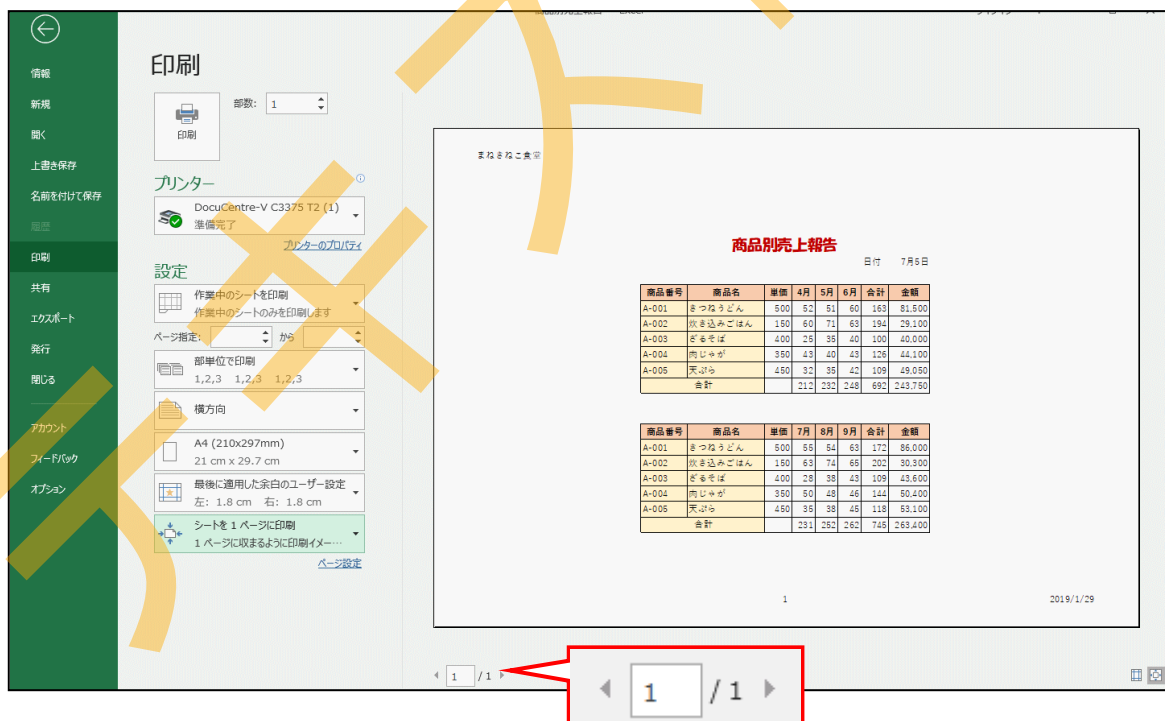 情報
新規
開く
上書き保存
名前を付けて保存
履歴
印刷
共有
エクスポート
発行
閉じる
アカウント
フィードバック
オプション
印刷
印刷
部数: 1
プリンター
DocuCentre-V C3375 T2 (1)
準備完了
プリンターのプロパティ
設定
作業中のシートを印刷
作業中のシートのみを印刷します
ページ指定: から
部単位で印刷
1,2,3 1,2,3 1,2,3
横方向
A4 (210x297mm)
21 cm x 29.7 cm
最後に適用した余白のユーザー設定
左: 1.8 cm 右: 1.8 cm
シートを 1 ページに印刷
1 ページに収まるように印刷イメー…
ページ設定
まねきねこ食堂
商品別売上報告
日付 7月5日
商品番号 商品名 単価 4月 5月 6月 合計 金額
A-001 きつねうどん 500 52 51 60 163 81,500
A-002 炊き込みごはん 150 60 71 63 194 29,100
A-003 ざるそば 400 25 35 40 100 40,000
A-004 肉じゃが 350 43 40 43 126 44,100
A-005 天ぷら 450 32 35 42 109 49,050
合計 212 232 248 692 243,750
商品番号 商品名 単価 7月 8月 9月 合計 金額
A-001 きつねうどん 500 55 54 63 172 86,000
A-002 炊き込みごはん 150 63 74 65 202 30,300
A-003 ざるそば 400 28 38 43 109 43,600
A-004 肉じゃが 350 50 48 46 144 50,400
A-005 天ぷら 450 35 38 45 118 53,100
合計 231 252 262 745 263,400
1 2019/1/29
1 / 1
1 / 1